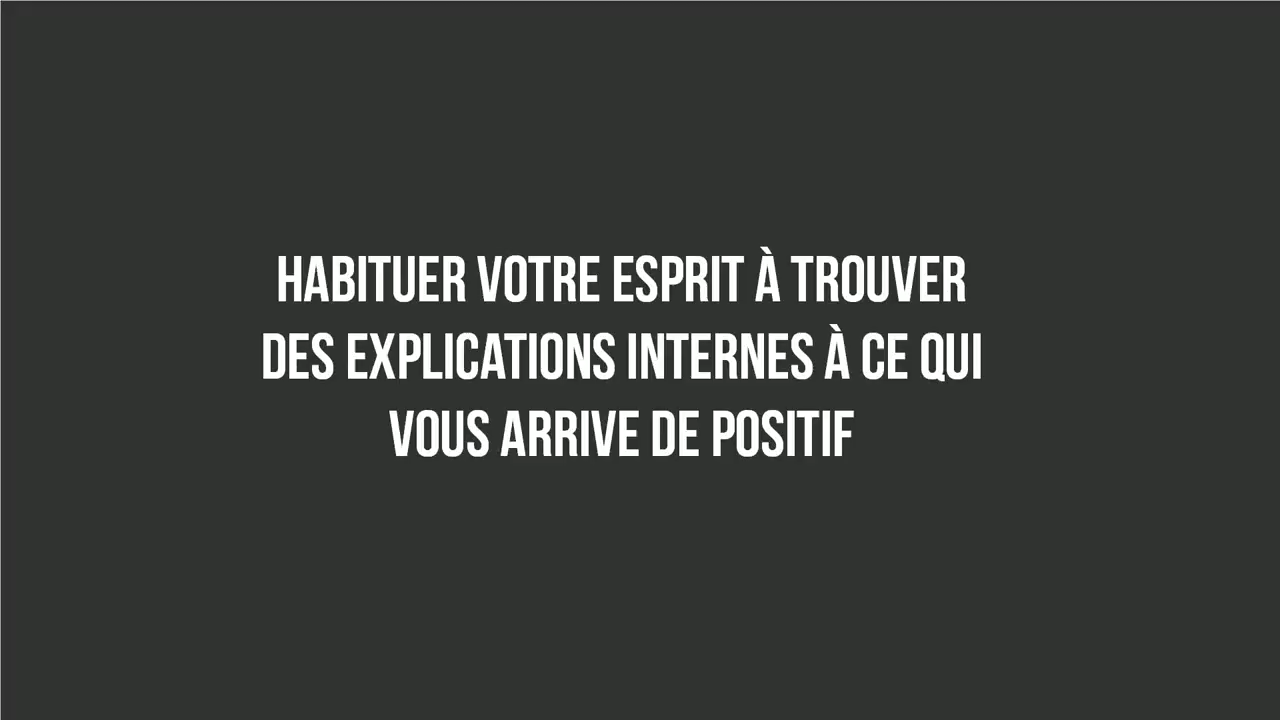 HABITUER VOTRE ESPRIT À TROUVER
DES EXPLICATIONS INTERNES À CE QUI
VOUS ARRIVE DE POSITIF